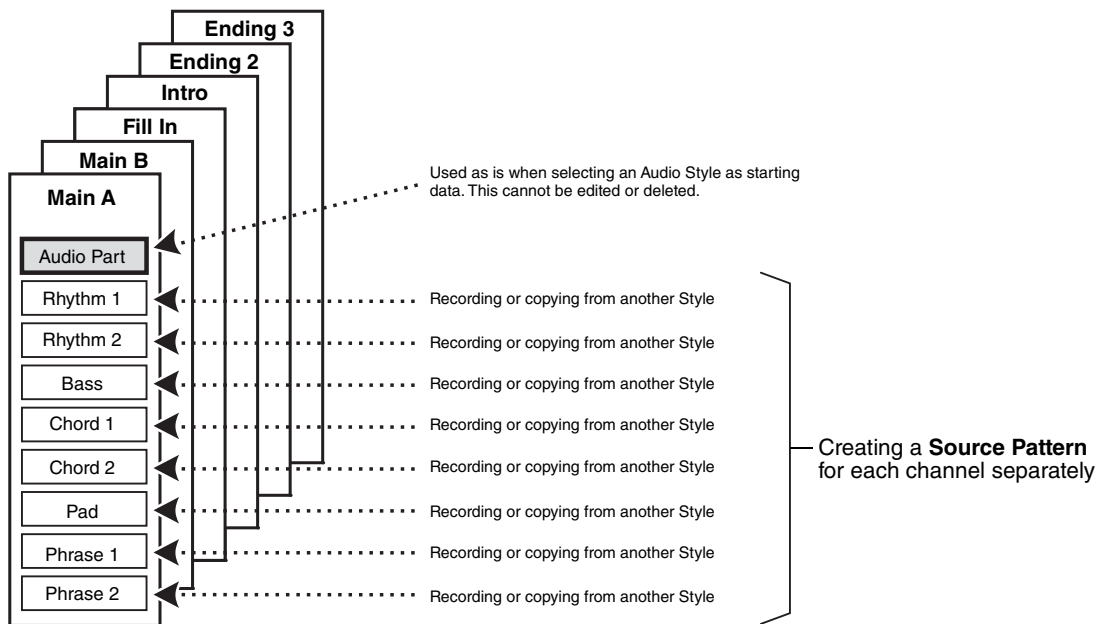 Ending 3
Ending 2
Intro
Fill In
Main B
Main A
Used as is when selecting an Audio Style as starting
data. This cannot be edited or deleted.
Audio Part
Rhythm 1
Recording or copying from another Style
Rhythm 2
Recording or copying from another Style
Bass
Recording or copying from another Style
Chord 1
Recording or copying from another Style
Chord 2
Recording or copying from another Style
Pad
Recording or copying from another Style
Phrase 1
Recording or copying from another Style
Phrase 2
Recording or copying from another Style
Creating a Source Pattern
for each channel separately